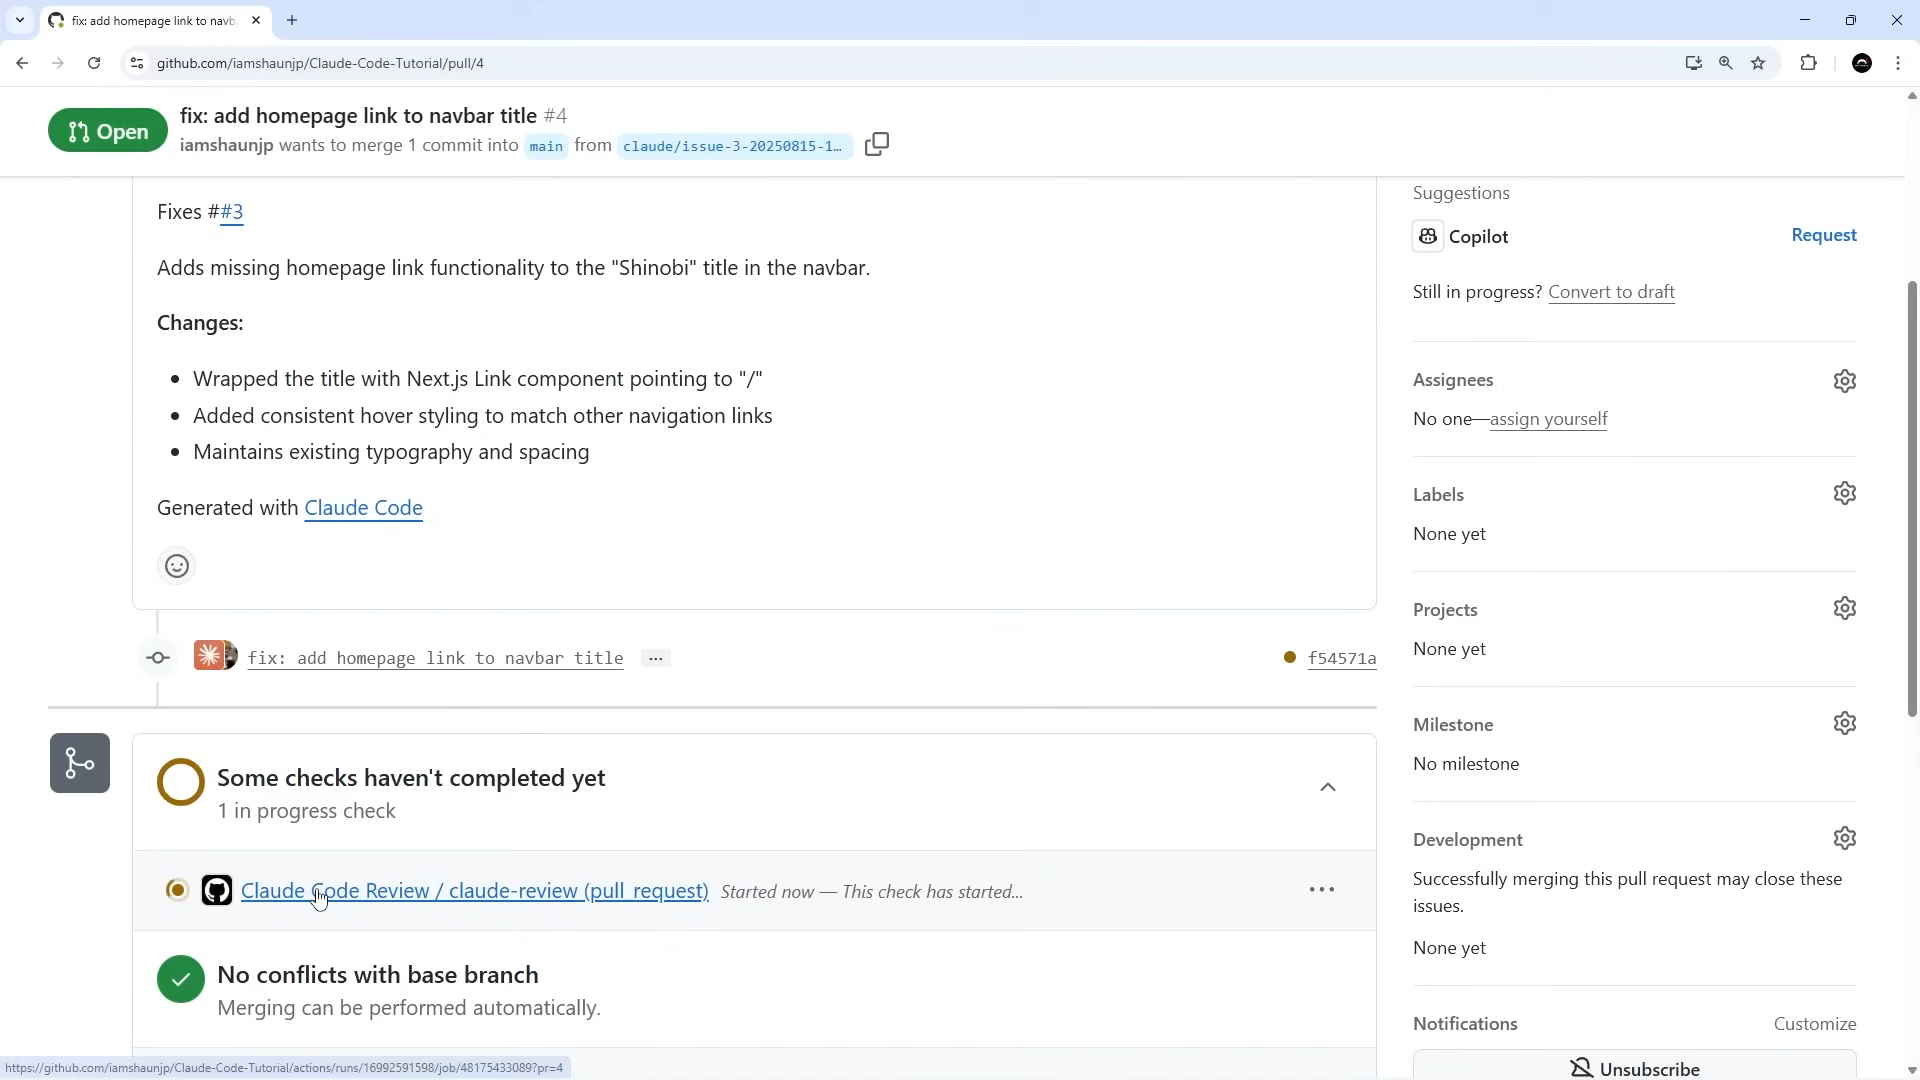 fix: add homepage link to navb
github.com/iamshaunjp/Claude-Code-Tutorial/pull/4
Open
fix: add homepage link to navbar title #4
iamshaunjp wants to merge 1 commit into main from claude/issue-3-20250815-1…
Fixes ##3
Adds missing homepage link functionality to the "Shinobi" title in the navbar.
Changes:
• Wrapped the title with Next.js Link component pointing to "/"
• Added consistent hover styling to match other navigation links
• Maintains existing typography and spacing
Generated with Claude Code
fix: add homepage link to navbar title ...
f54571a
Some checks haven't completed yet
1 in progress check
Claude Code Review / claude-review (pull_request) Started now — This check has started...
No conflicts with base branch
Merging can be performed automatically.
Suggestions
Copilot
Request
Still in progress? Convert to draft
Assignees
No one—assign yourself
Labels
None yet
Projects
None yet
Milestone
No milestone
Development
Successfully merging this pull request may close these
issues.
None yet
Notifications
Customize
Unsubscribe
https://github.com/iamshaunjp/Claude-Code-Tutorial/actions/runs/16992591598/job/48175433089?pr=4